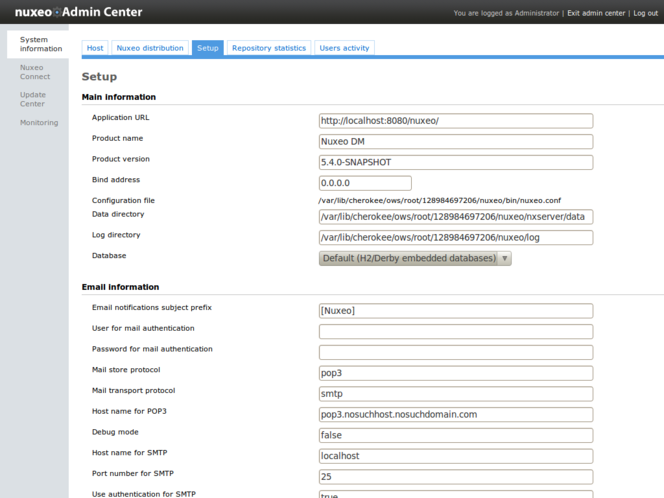 nuxeo Admin Center
You are logged as Administrator | Exit admin center | Log out
System information
Nuxeo Connect
Update Center
Monitoring
Host
Nuxeo distribution
Setup
Repository statistics
Users activity
Setup
Main information
Application URL http://localhost:8080/nuxeo/
Product name Nuxeo DM
Product version 5.4.0-SNAPSHOT
Bind address 0.0.0.0
Configuration file /var/lib/cherokee/ows/root/128984697206/nuxeo/bin/nuxeo.conf
Data directory /var/lib/cherokee/ows/root/128984697206/nuxeo/nxserver/data
Log directory /var/lib/cherokee/ows/root/128984697206/nuxeo/log
Database Default (H2/Derby embedded databases)
Email information
Email notifications subject prefix [Nuxeo]
User for mail authentication
Password for mail authentication
Mail store protocol pop3
Mail transport protocol smtp
Host name for POP3 pop3.nosuchhost.nosuchdomain.com
Debug mode false
Host name for SMTP localhost
Port number for SMTP 25
Use authentication for SMTP true